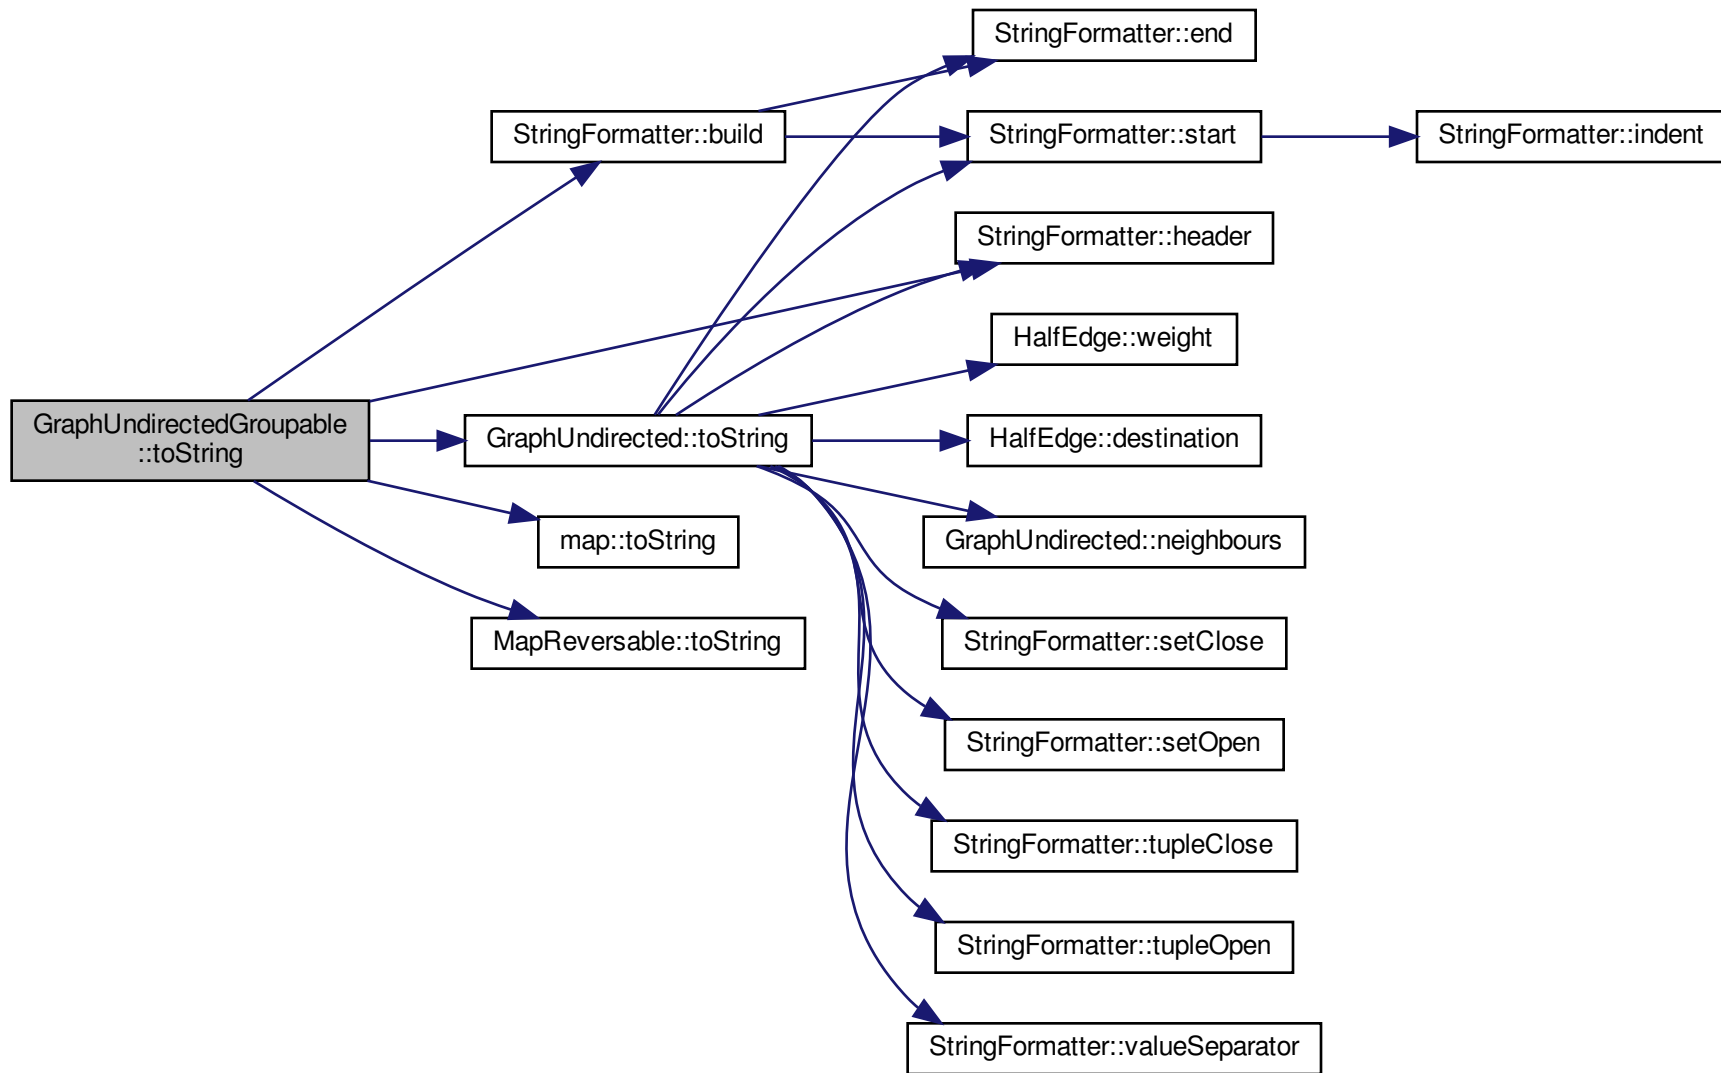 StringFormatter::end
StringFormatter::build
StringFormatter::start
StringFormatter::indent
StringFormatter::header
HalfEdge::weight
GraphUndirectedGroupable
::toString
GraphUndirected::toString
HalfEdge::destination
map::toString
GraphUndirected::neighbours
MapReversable::toString
StringFormatter::setClose
StringFormatter::setOpen
StringFormatter::tupleClose
StringFormatter::tupleOpen
StringFormatter::valueSeparator